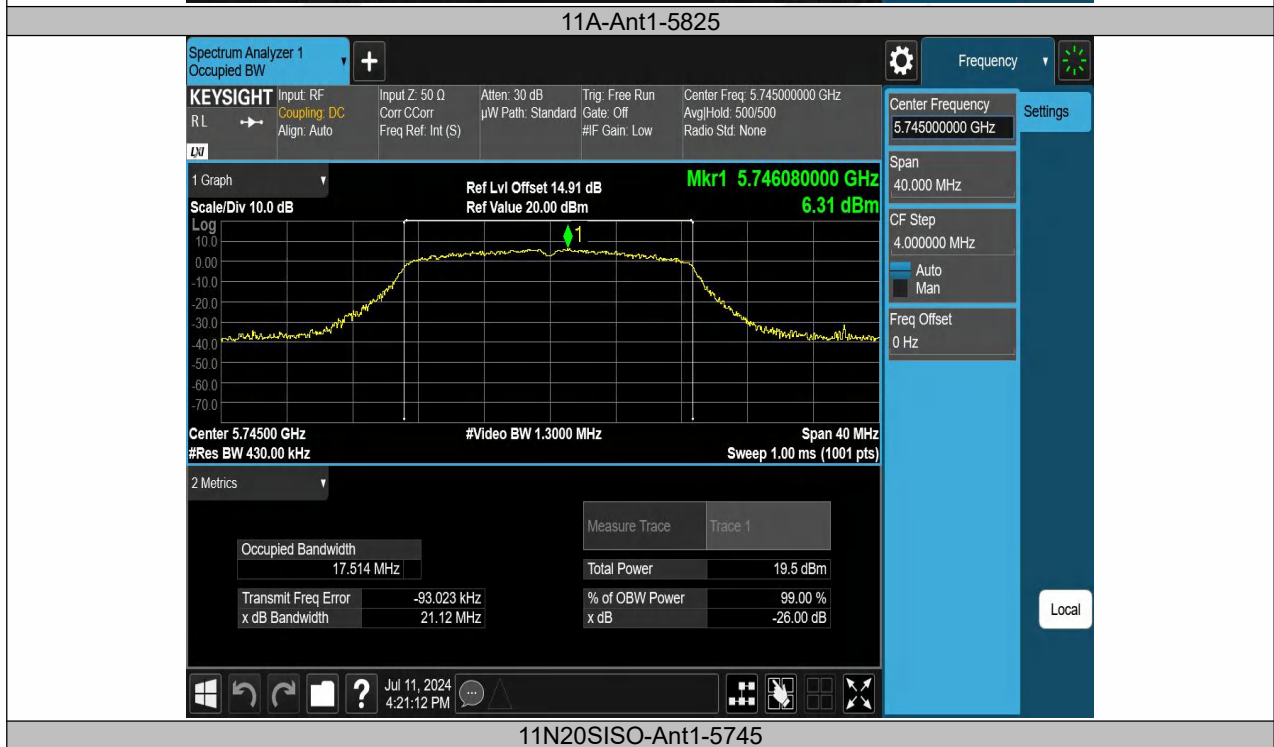 11A-Ant1-5825
Spectrum Analyzer 1
Occupied BW
+
Frequency
KEYSIGHT
R L
LXI
Input: RF
Coupling: DC
Align: Auto
Input Z: 50 Ω
Corr CCorr
Freq Ref: Int (S)
Atten: 30 dB
µW Path: Standard
Trig: Free Run
Gate: Off
#IF Gain: Low
Center Freq: 5.745000000 GHz
Avg|Hold: 500/500
Radio Std: None
Center Frequency
5.745000000 GHz
Settings
Span
40.000 MHz
CF Step
4.000000 MHz
Auto
Man
Freq Offset
0 Hz
Local
1 Graph
Scale/Div 10.0 dB
Ref Lvl Offset 14.91 dB
Ref Value 20.00 dBm
Mkr1 5.746080000 GHz
6.31 dBm
Log
10.0
0.00
-10.0
-20.0
-30.0
-40.0
-50.0
-60.0
-70.0
1
Center 5.74500 GHz
#Video BW 1.3000 MHz
Span 40 MHz
#Res BW 430.00 kHz
Sweep 1.00 ms (1001 pts)
2 Metrics
Measure Trace Trace 1
Occupied Bandwidth
17.514 MHz
Total Power 19.5 dBm
Transmit Freq Error -93.023 kHz
% of OBW Power 99.00 %
x dB Bandwidth 21.12 MHz
x dB -26.00 dB
?
Jul 11, 2024
4:21:12 PM
11N20SISO-Ant1-5745